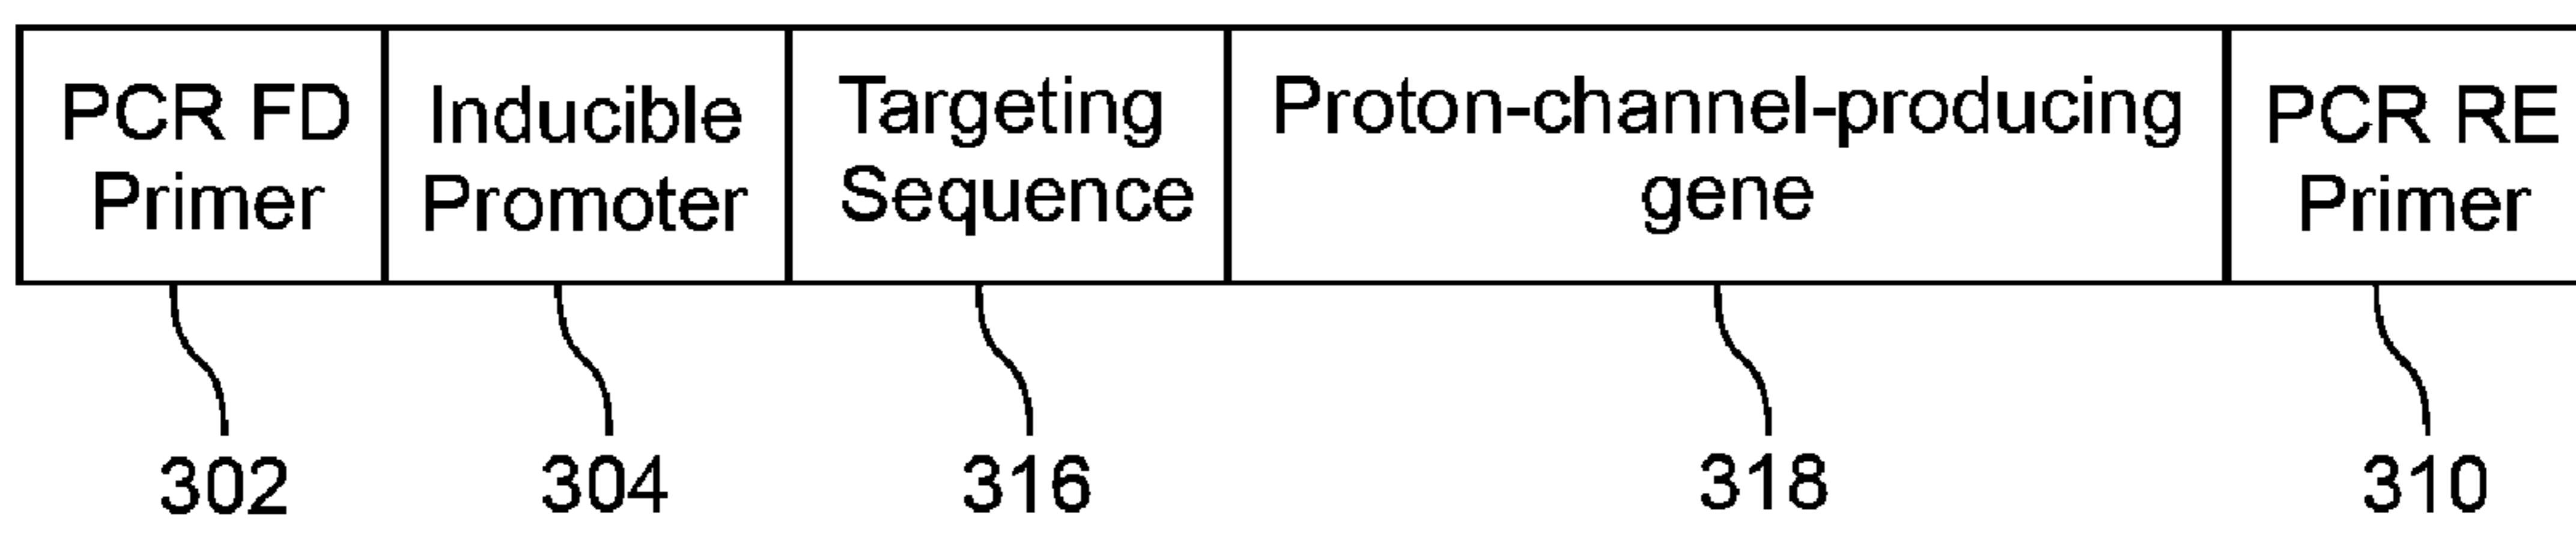 PCR FD
Primer
Inducible
Promoter
Targeting
Sequence
Proton-channel-producing
gene
PCR RE
Primer
302
304
316
318
310